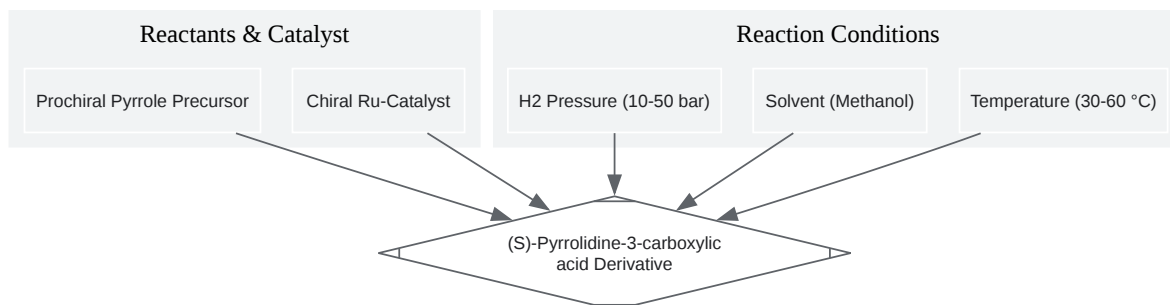 Reactants & Catalyst
Reaction Conditions
Prochiral Pyrrole Precursor
Chiral Ru-Catalyst
H2 Pressure (10-50 bar)
Solvent (Methanol)
Temperature (30-60 °C)
(S)-Pyrrolidine-3-carboxylic
acid Derivative